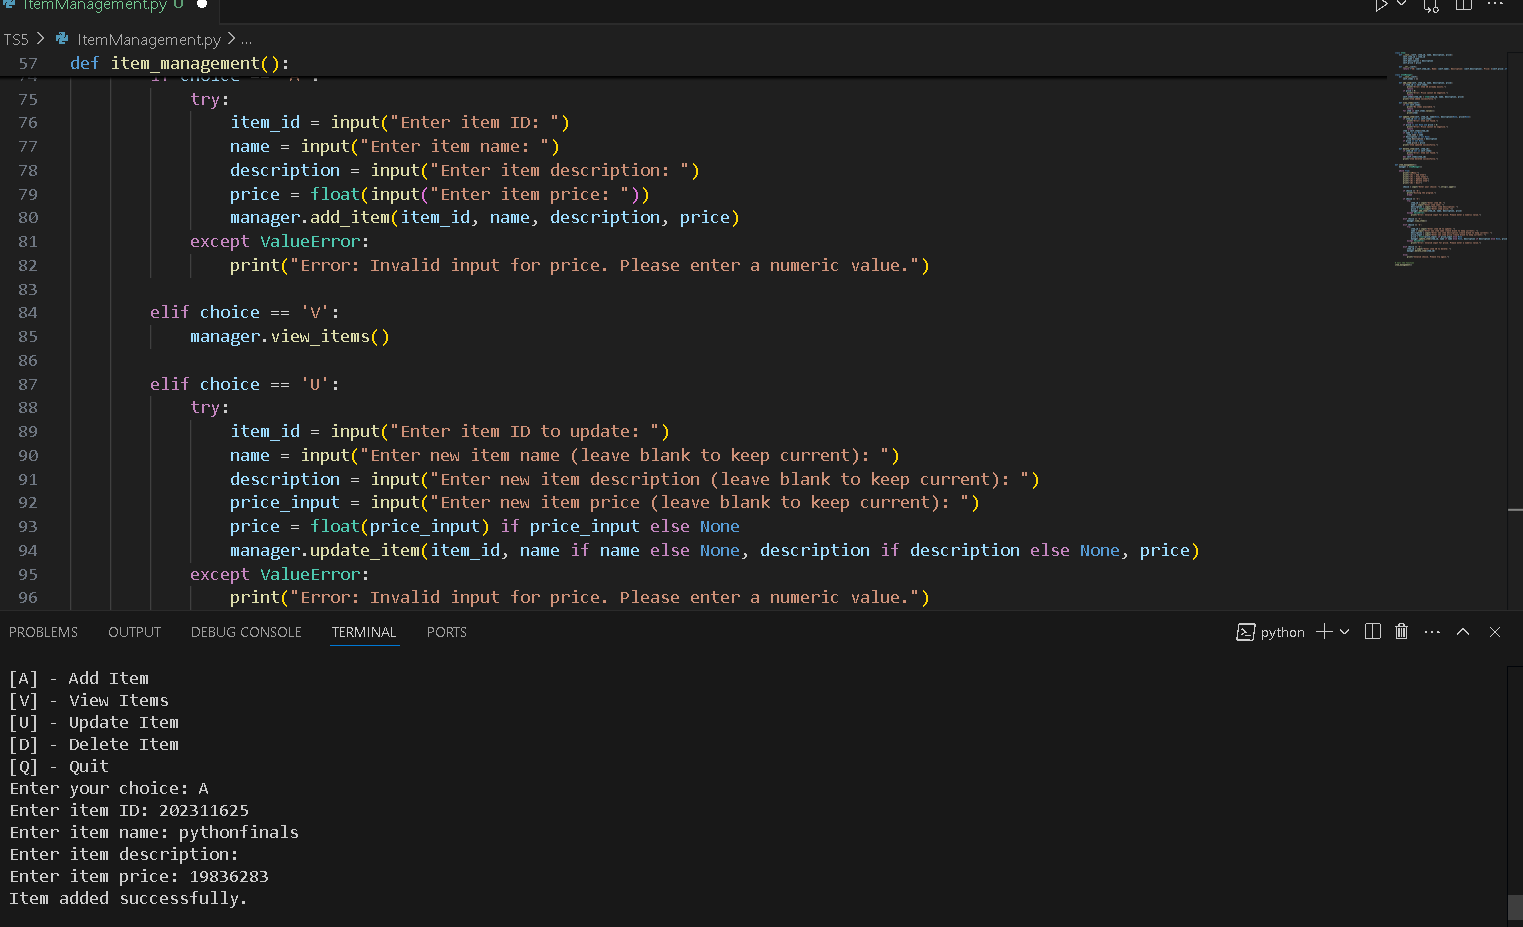 ItemManagement.py U
TS5 > ItemManagement.py > ...
57 def item_management():
75 try:
76 item_id = input("Enter item ID: ")
77 name = input("Enter item name: ")
78 description = input("Enter item description: ")
79 price = float(input("Enter item price: "))
80 manager.add_item(item_id, name, description, price)
81 except ValueError:
82 print("Error: Invalid input for price. Please enter a numeric value.")
83
84 elif choice == 'V':
85 manager.view_items()
86
87 elif choice == 'U':
88 try:
89 item_id = input("Enter item ID to update: ")
90 name = input("Enter new item name (leave blank to keep current): ")
91 description = input("Enter new item description (leave blank to keep current): ")
92 price_input = input("Enter new item price (leave blank to keep current): ")
93 price = float(price_input) if price_input else None
94 manager.update_item(item_id, name if name else None, description if description else None, price)
95 except ValueError:
96 print("Error: Invalid input for price. Please enter a numeric value.")
PROBLEMS OUTPUT DEBUG CONSOLE TERMINAL PORTS python
[A] - Add Item
[V] - View Items
[U] - Update Item
[D] - Delete Item
[Q] - Quit
Enter your choice: A
Enter item ID: 202311625
Enter item name: pythonfinals
Enter item description:
Enter item price: 19836283
Item added successfully.